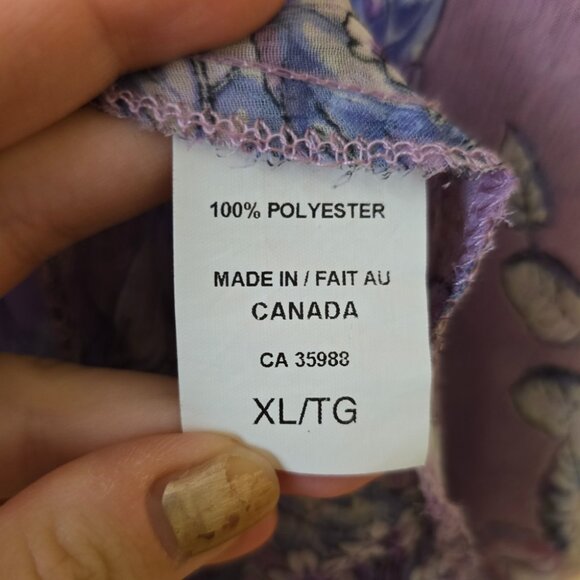 100% POLYESTER
MADE IN / FAIT AU
CANADA
CA 35988
XL/TG